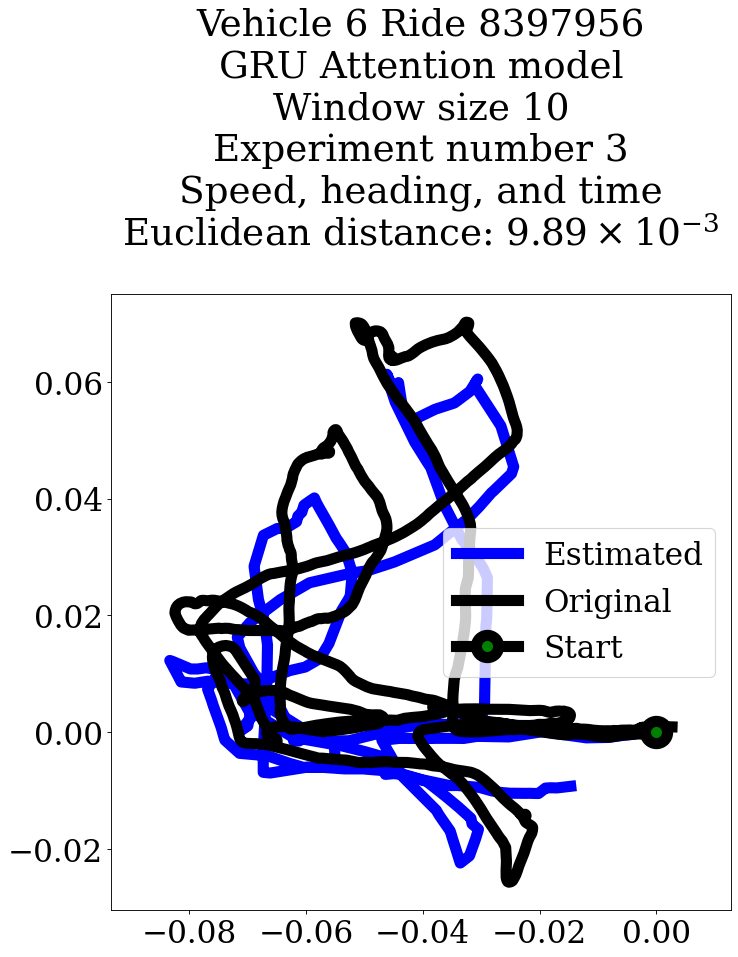 Vehicle 6 Ride 8397956
GRU Attention model
Window size 10
Experiment number 3
Speed, heading, and time
Euclidean distance: 9.89 × 10⁻³
0.06
0.04
0.02
0.00
−0.02
Estimated
Original
Start
−0.08 −0.06 −0.04 −0.02 0.00